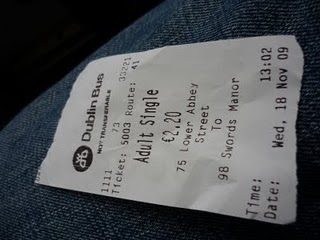 Dublin Bus
NOT TRANSFERABLE
1111 73 33221
Ticket: 5003 Route: 41
Adult Single
€2.20
75 Lower Abbey
Street
To
98 Swords Manor
Time: 13:02
Date: Wed, 18 Nov 09